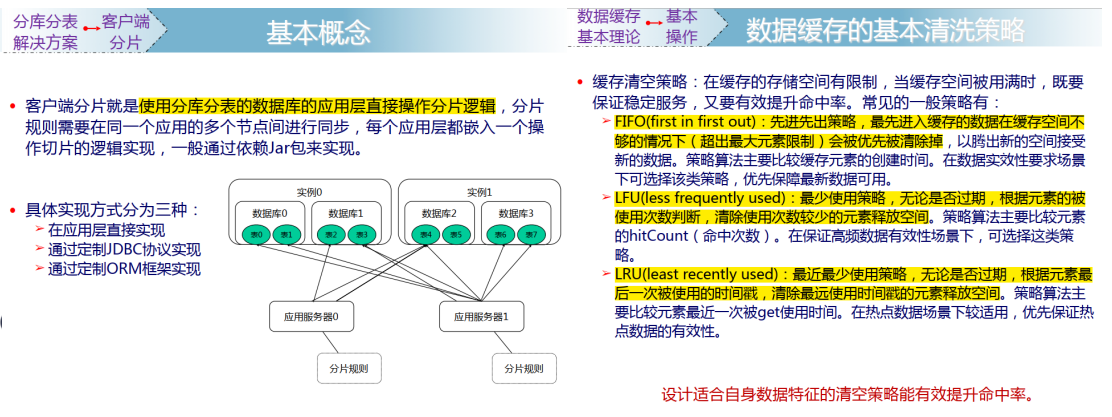 分库分表
解决方案
客户端
分片
基本概念
• 客户端分片就是使用分库分表的数据库的应用层直接操作分片逻辑，分片
规则需要在同一个应用的多个节点间进行同步，每个应用层都嵌入一个操
作切片的逻辑实现，一般通过依赖Jar包来实现。
• 具体实现方式分为三种：
➢ 在应用层直接实现
➢ 通过定制JDBC协议实现
➢ 通过定制ORM框架实现
实例0
实例1
数据库0
数据库1
数据库2
数据库3
表0
表1
表2
表3
表4
表5
表6
表7
应用服务器0
应用服务器1
分片规则
分片规则
数据缓存
基本理论
基本
操作
数据缓存的基本清洗策略
• 缓存清空策略：在缓存的存储空间有限制，当缓存空间被用满时，既要
保证稳定服务，又要有效提升命中率。常见的一般策略有：
➢ FIFO(first in first out)：先进先出策略，最先进入缓存的数据在缓存空间不
够的情况下（超出最大元素限制）会被优先被清除掉，以腾出新的空间接受
新的数据。策略算法主要比较缓存元素的创建时间。在数据实效性要求场景
下可选择该类策略，优先保障最新数据可用。
➢ LFU(less frequently used)：最少使用策略，无论是否过期，根据元素的被
使用次数判断，清除使用次数较少的元素释放空间。策略算法主要比较元素
的hitCount（命中次数）。在保证高频数据有效性场景下，可选择这类策
略。
➢ LRU(least recently used)：最近最少使用策略，无论是否过期，根据元素最
后一次被使用的时间戳，清除最远使用时间戳的元素释放空间。策略算法主
要比较元素最近一次被get使用时间。在热点数据场景下较适用，优先保证热
点数据的有效性。
设计适合自身数据特征的清空策略能有效提升命中率。